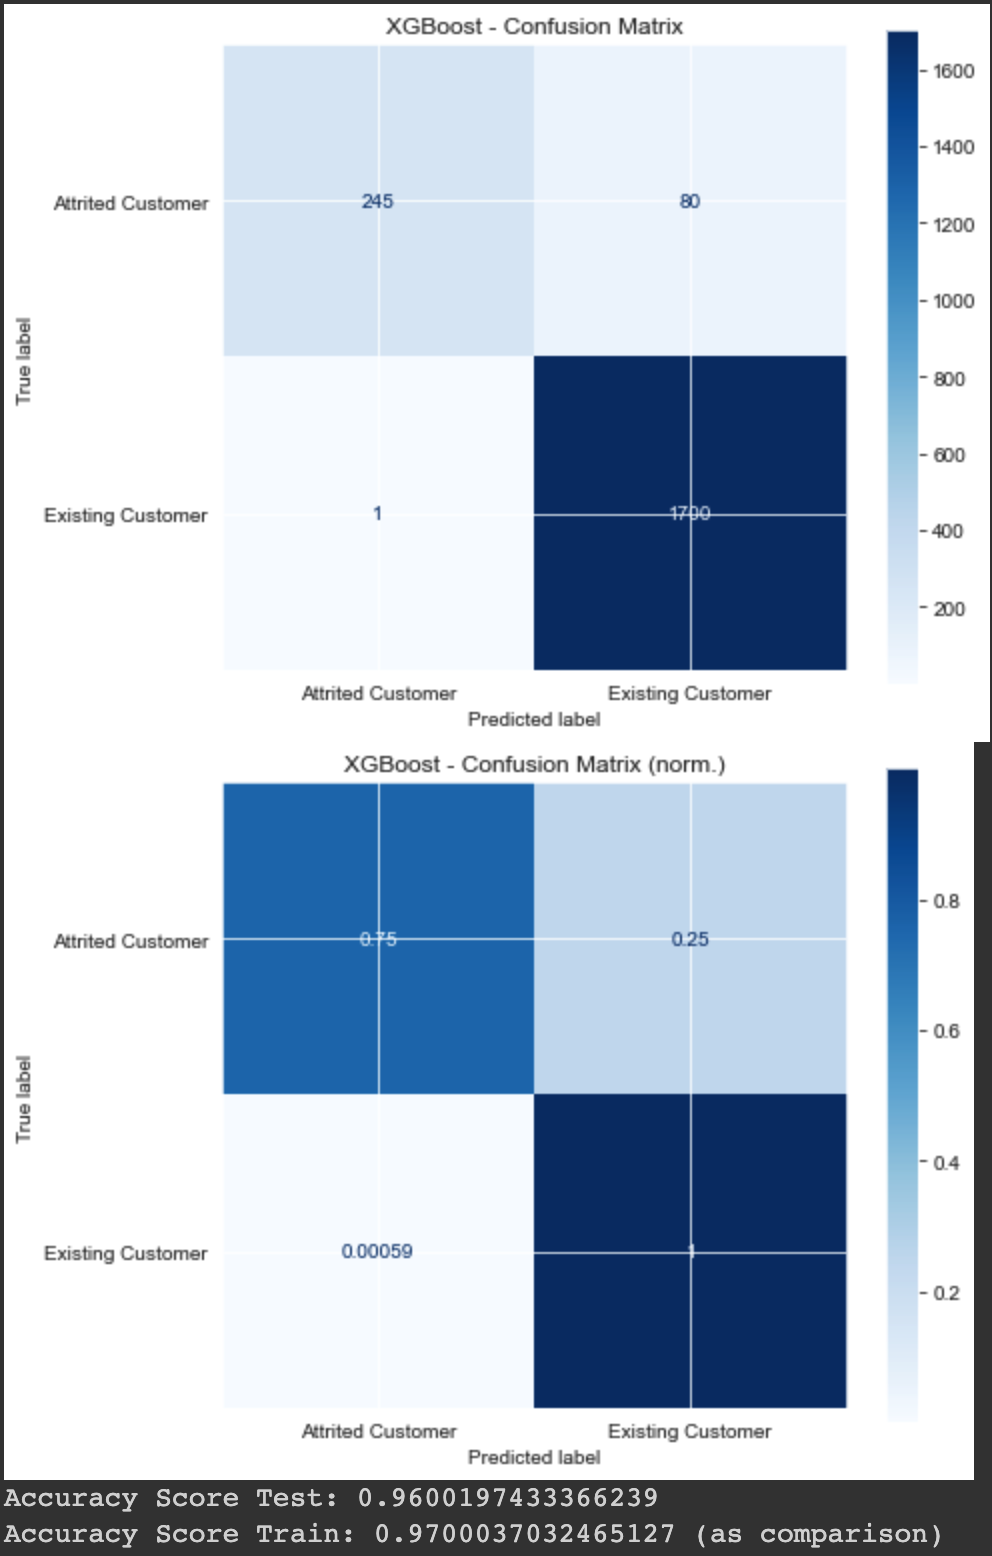 XGBoost - Confusion Matrix
1600
1400
Attrited Customer
245
80
1200
1000
True label
800
600
Existing Customer
1
1700
400
200
Attrited Customer
Existing Customer
Predicted label
XGBoost - Confusion Matrix (norm.)
0.8
Attrited Customer
0.75
0.25
0.6
True label
0.4
Existing Customer
0.00059
1
0.2
Attrited Customer
Existing Customer
Predicted label
Accuracy Score Test: 0.9600197433366239
Accuracy Score Train: 0.9700037032465127 (as comparison)